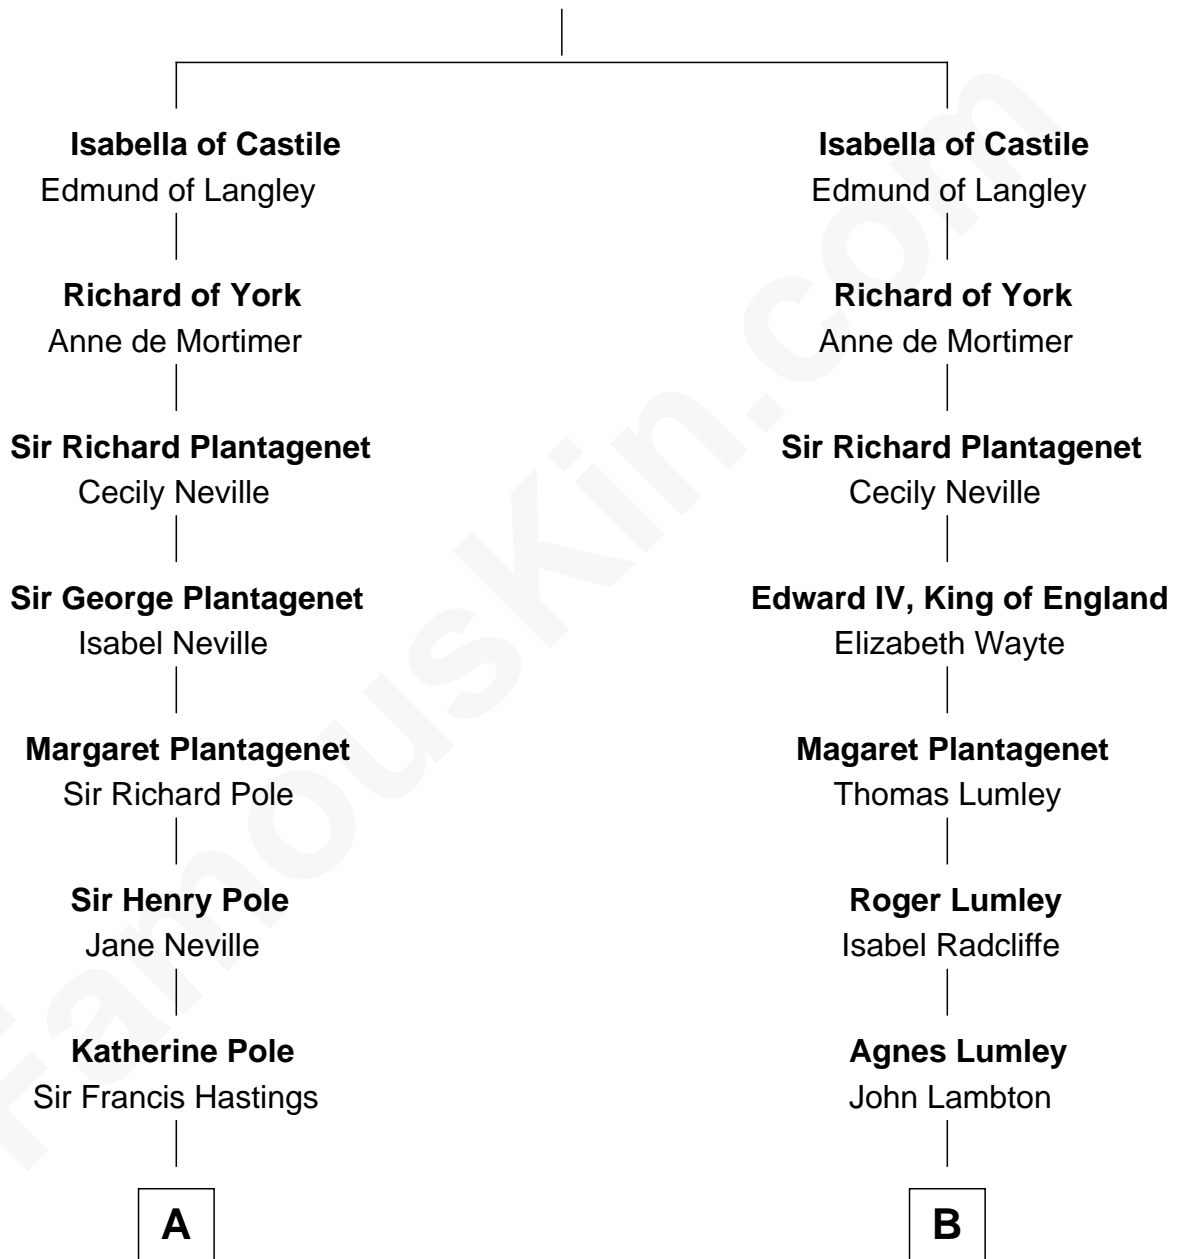 Isabella of Castile
Edmund of Langley
Richard of York
Anne de Mortimer
Sir Richard Plantagenet
Cecily Neville
Sir George Plantagenet
Isabel Neville
Margaret Plantagenet
Sir Richard Pole
Sir Henry Pole
Jane Neville
Katherine Pole
Sir Francis Hastings
A
Isabella of Castile
Edmund of Langley
Richard of York
Anne de Mortimer
Sir Richard Plantagenet
Cecily Neville
Edward IV, King of England
Elizabeth Wayte
Magaret Plantagenet
Thomas Lumley
Roger Lumley
Isabel Radcliffe
Agnes Lumley
John Lambton
B
FamousKin.com